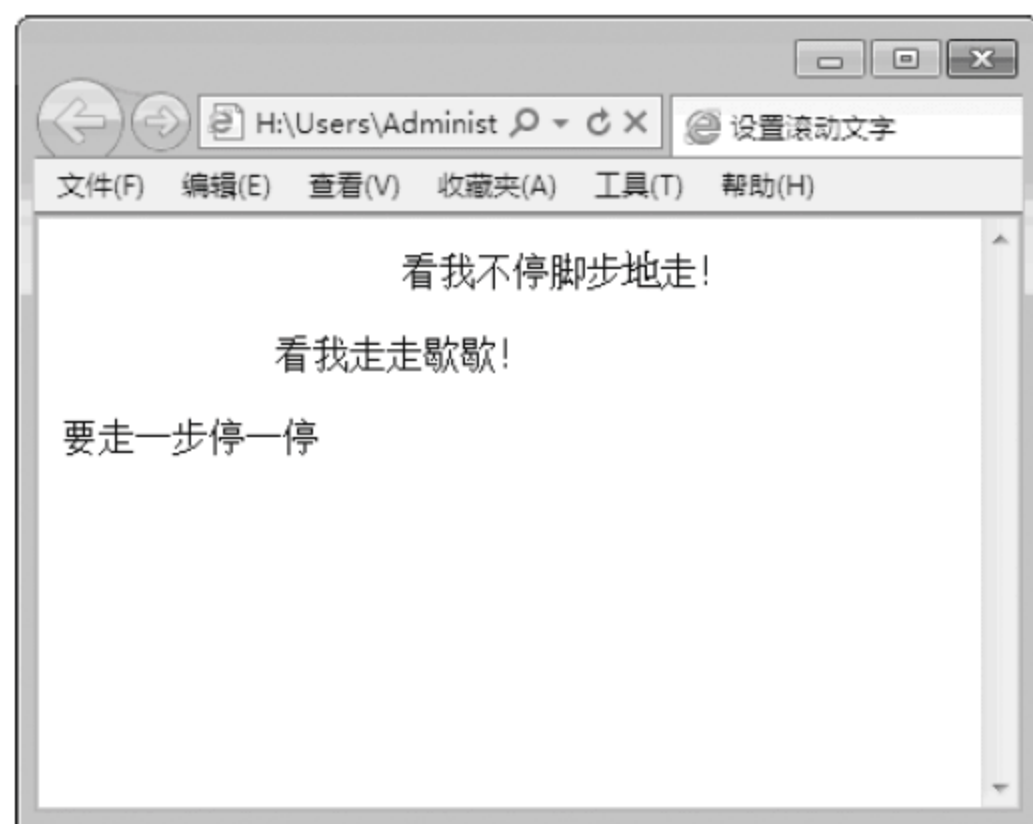 H:\Users\Administ
设置滚动文字
文件(F) 编辑(E) 查看(V) 收藏夹(A) 工具(T) 帮助(H)
看我不停脚步地走!
看我走走歇歇!
要走一步停一停